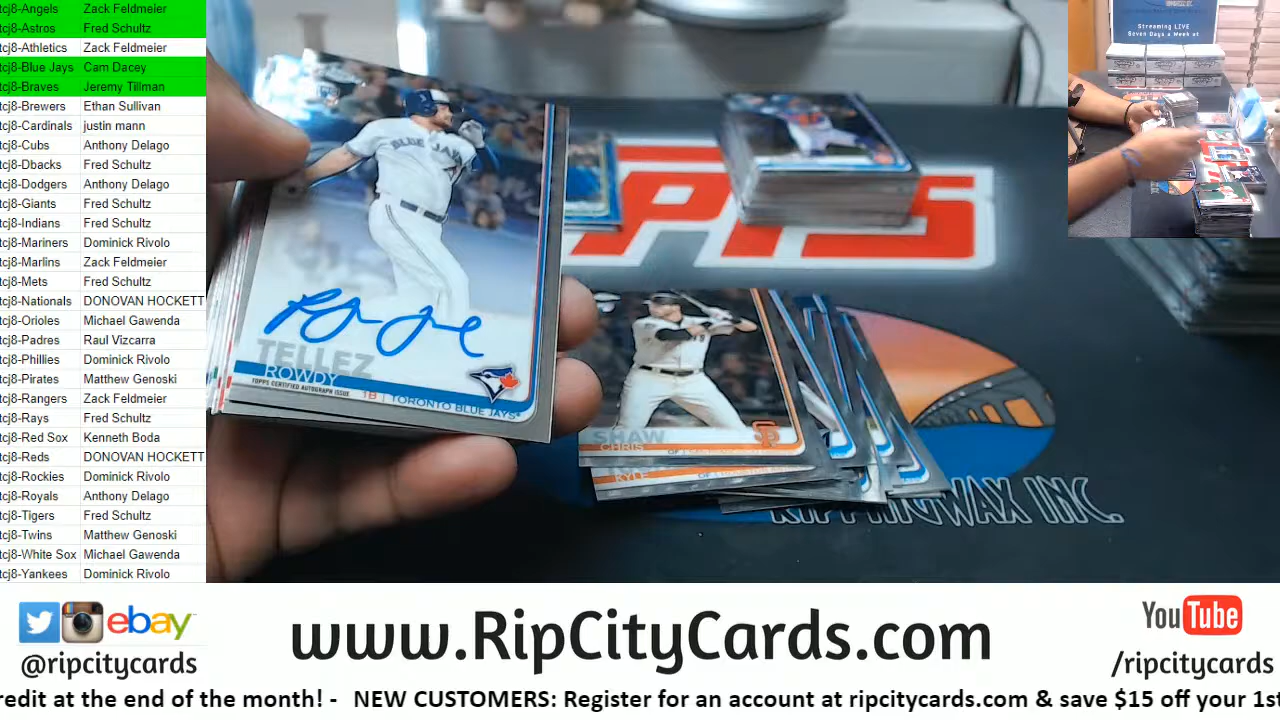 tcj8-Angels Zack Feldmeier
tcj8-Astros Fred Schultz
tcj8-Athletics Zack Feldmeier
tcj8-Blue Jays Cam Dacey
tcj8-Braves Jeremy Tillman
tcj8-Brewers Ethan Sullivan
tcj8-Cardinals justin mann
tcj8-Cubs Anthony Delago
tcj8-Dbacks Fred Schultz
tcj8-Dodgers Anthony Delago
tcj8-Giants Fred Schultz
tcj8-Indians Fred Schultz
tcj8-Mariners Dominick Rivolo
tcj8-Marlins Zack Feldmeier
tcj8-Mets Fred Schultz
tcj8-Nationals DONOVAN HOCKETT
tcj8-Orioles Michael Gawenda
tcj8-Padres Raul Vizcarra
tcj8-Phillies Dominick Rivolo
tcj8-Pirates Matthew Genoski
tcj8-Rangers Zack Feldmeier
tcj8-Rays Fred Schultz
tcj8-Red Sox Kenneth Boda
tcj8-Reds DONOVAN HOCKETT
tcj8-Rockies Dominick Rivolo
tcj8-Royals Anthony Delago
tcj8-Tigers Fred Schultz
tcj8-Twins Matthew Genoski
tcj8-White Sox Michael Gawenda
tcj8-Yankees Dominick Rivolo
BLUE JAYS
TELLEZ
ROWDY
TOPPS CERTIFIED AUTOGRAPH ISSUE
1B | TORONTO BLUE JAYS
SHAW
CHRIS
OF
SF
KYLE
RIPPINGWAX INC.
Streaming LIVE
Seven Days a Week at
ebay
@ripcitycards
www.RipCityCards.com
YouTube
/ripcitycards
redit at the end of the month! - NEW CUSTOMERS: Register for an account at ripcitycards.com & save $15 off your 1st